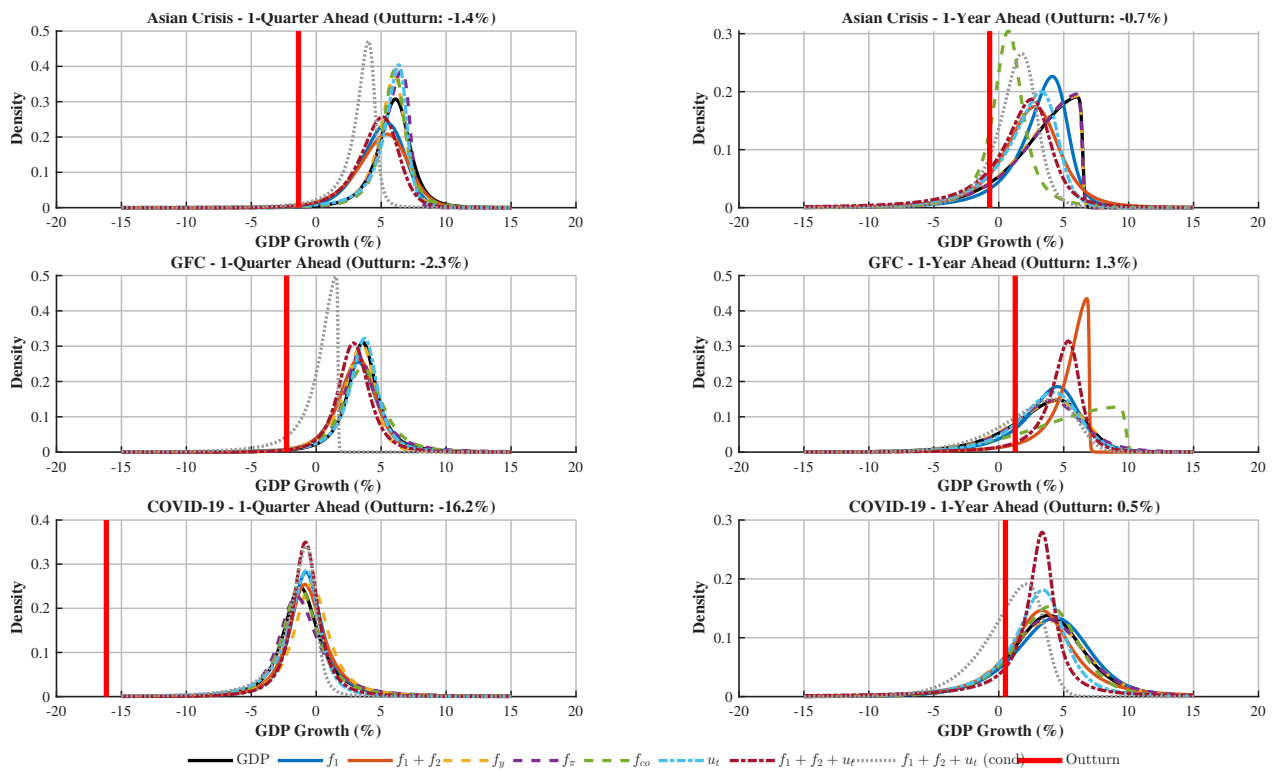 Asian Crisis - 1-Quarter Ahead (Outturn: -1.4%)
0.5
0.4
0.3
0.2
0.1
0
Density
-20 -15 -10 -5 0 5 10 15 20
GDP Growth (%)
Asian Crisis - 1-Year Ahead (Outturn: -0.7%)
0.3
0.2
0.1
0
Density
-20 -15 -10 -5 0 5 10 15 20
GDP Growth (%)
GFC - 1-Quarter Ahead (Outturn: -2.3%)
0.5
0.4
0.3
0.2
0.1
0
Density
-20 -15 -10 -5 0 5 10 15 20
GDP Growth (%)
GFC - 1-Year Ahead (Outturn: 1.3%)
0.5
0.4
0.3
0.2
0.1
0
Density
-20 -15 -10 -5 0 5 10 15 20
GDP Growth (%)
COVID-19 - 1-Quarter Ahead (Outturn: -16.2%)
0.4
0.3
0.2
0.1
0
Density
-20 -15 -10 -5 0 5 10 15 20
GDP Growth (%)
COVID-19 - 1-Year Ahead (Outturn: 0.5%)
0.3
0.2
0.1
0
Density
-20 -15 -10 -5 0 5 10 15 20
GDP Growth (%)
GDP f₁ f₁ + f₂ f_y f_π f_co u_t f₁ + f₂ + u_t f₁ + f₂ + u_t (cond) Outturn